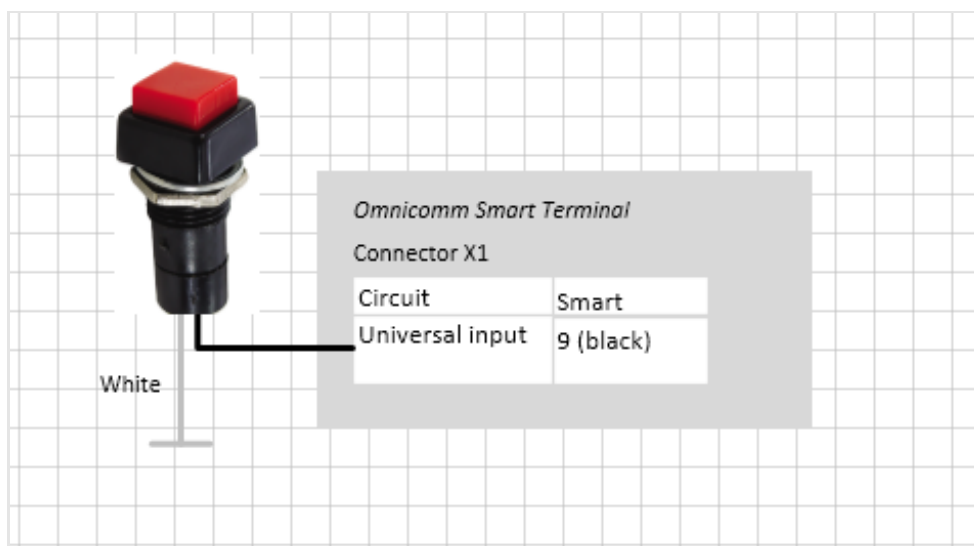 Omnicomm Smart Terminal
Connector X1
Circuit Smart
Universal input 9 (black)
White